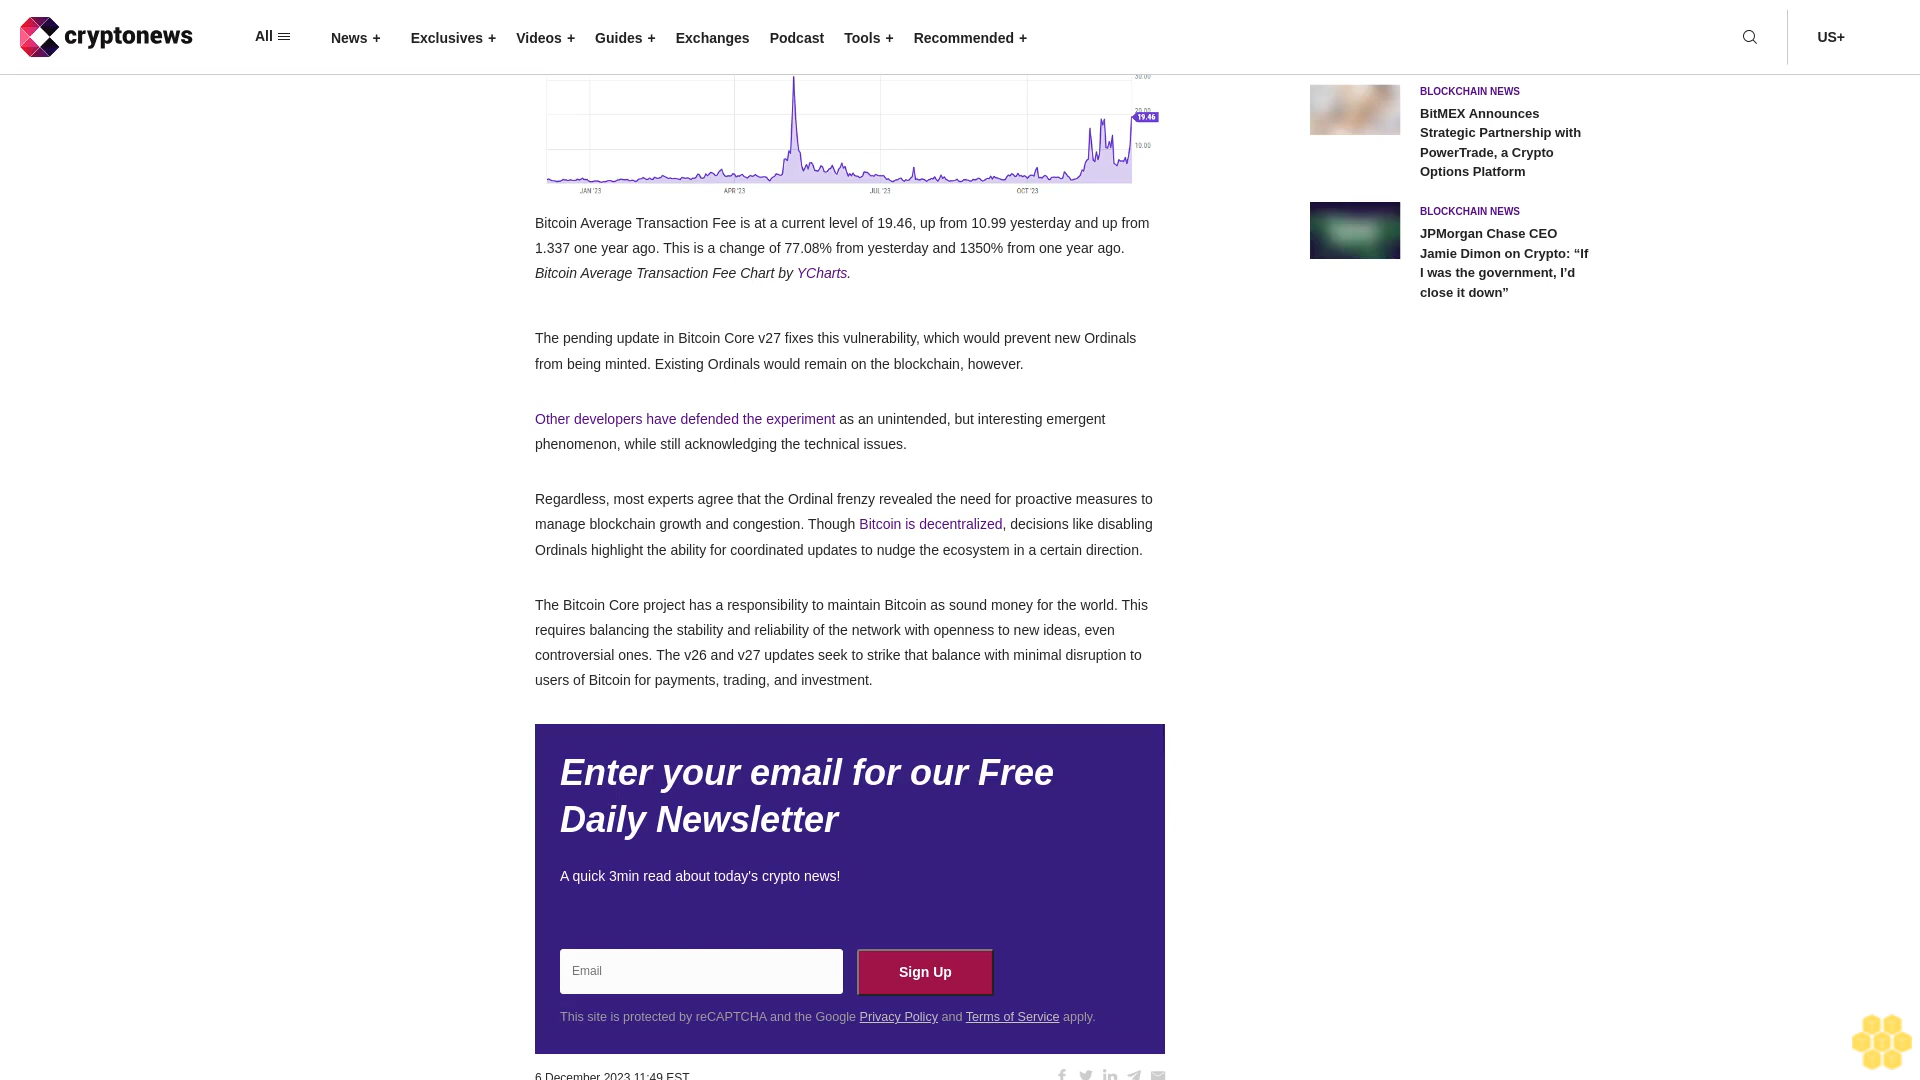 cryptonews
All
News +
Exclusives +
Videos +
Guides +
Exchanges
Podcast
Tools +
Recommended +
US+
30.00
20.00
19.46
10.00
JAN '23
APR '23
JUL '23
OCT '23
Bitcoin Average Transaction Fee is at a current level of 19.46, up from 10.99 yesterday and up from
1.337 one year ago. This is a change of 77.08% from yesterday and 1350% from one year ago.
Bitcoin Average Transaction Fee Chart by YCharts.
The pending update in Bitcoin Core v27 fixes this vulnerability, which would prevent new Ordinals
from being minted. Existing Ordinals would remain on the blockchain, however.
Other developers have defended the experiment as an unintended, but interesting emergent
phenomenon, while still acknowledging the technical issues.
Regardless, most experts agree that the Ordinal frenzy revealed the need for proactive measures to
manage blockchain growth and congestion. Though Bitcoin is decentralized, decisions like disabling
Ordinals highlight the ability for coordinated updates to nudge the ecosystem in a certain direction.
The Bitcoin Core project has a responsibility to maintain Bitcoin as sound money for the world. This
requires balancing the stability and reliability of the network with openness to new ideas, even
controversial ones. The v26 and v27 updates seek to strike that balance with minimal disruption to
users of Bitcoin for payments, trading, and investment.
Enter your email for our Free
Daily Newsletter
A quick 3min read about today's crypto news!
Email
Sign Up
This site is protected by reCAPTCHA and the Google Privacy Policy and Terms of Service apply.
6 December 2023 11:49 EST
BLOCKCHAIN NEWS
BitMEX Announces
Strategic Partnership with
PowerTrade, a Crypto
Options Platform
BLOCKCHAIN NEWS
JPMorgan Chase CEO
Jamie Dimon on Crypto: “If
I was the government, I’d
close it down”